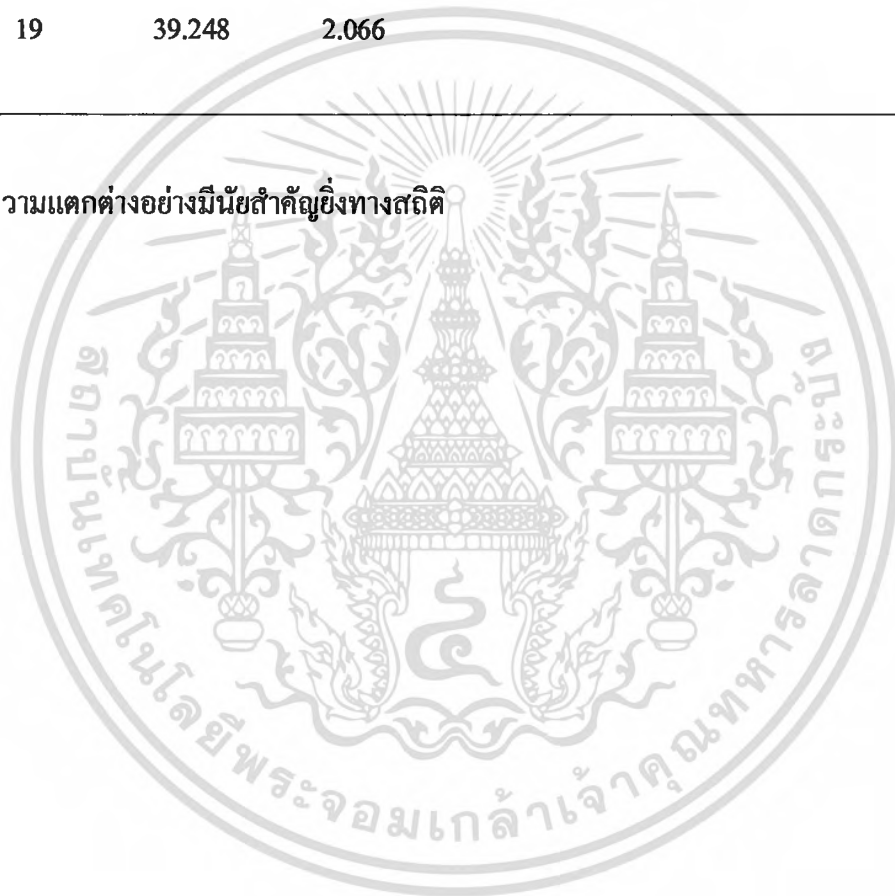 19 39.248 2.066
วามแตกต่างอย่างมีนัยสำคัญยิ่งทางสถิติ
สถาบันเทคโนโลยีพระจอมเกล้าเจ้าคุณทหารลาดกระบัง
๔